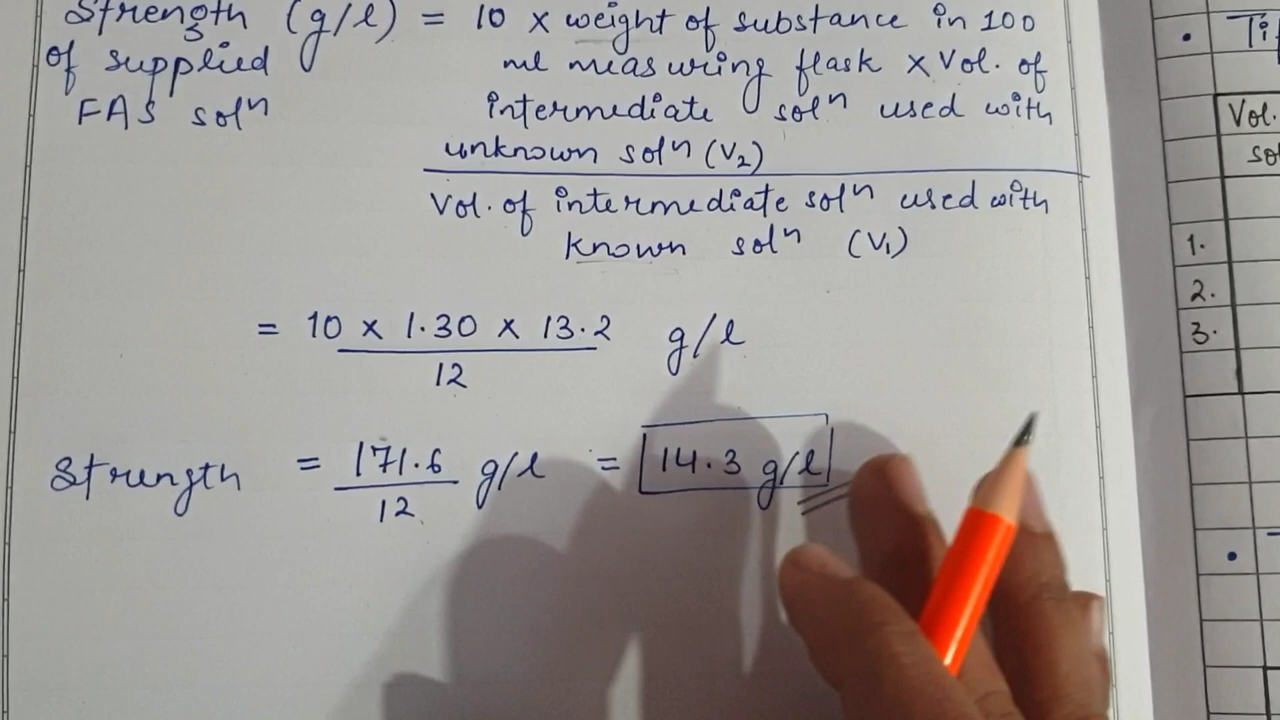 Strength (g/l) = 10 x weight of substance in 100
of supplied ml measuring flask x Vol. of
FAS solⁿ intermediate solⁿ used with
unknown solⁿ (V₂)
Vol. of intermediate solⁿ used with
known solⁿ (V₁)
= 10 x 1.30 x 13.2 g/l
12
Strength = 171.6 g/l = 14.3 g/l
12
Vol.
1.
2.
3.